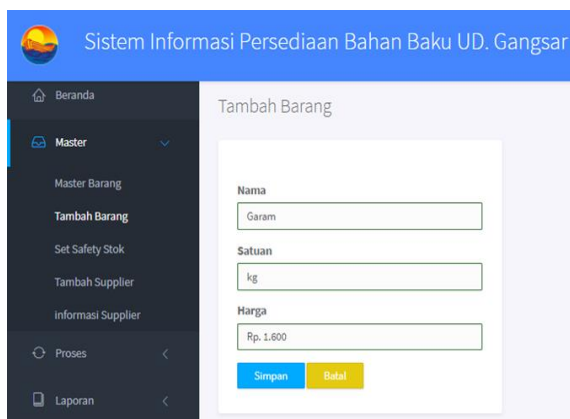 Sistem Informasi Persediaan Bahan Baku UD. Gangsar
Beranda
Master
Master Barang
Tambah Barang
Set Safety Stok
Tambah Supplier
informasi Supplier
Proses
Laporan
Tambah Barang
Nama
Garam
Satuan
kg
Harga
Rp. 1.600
Simpan Batal